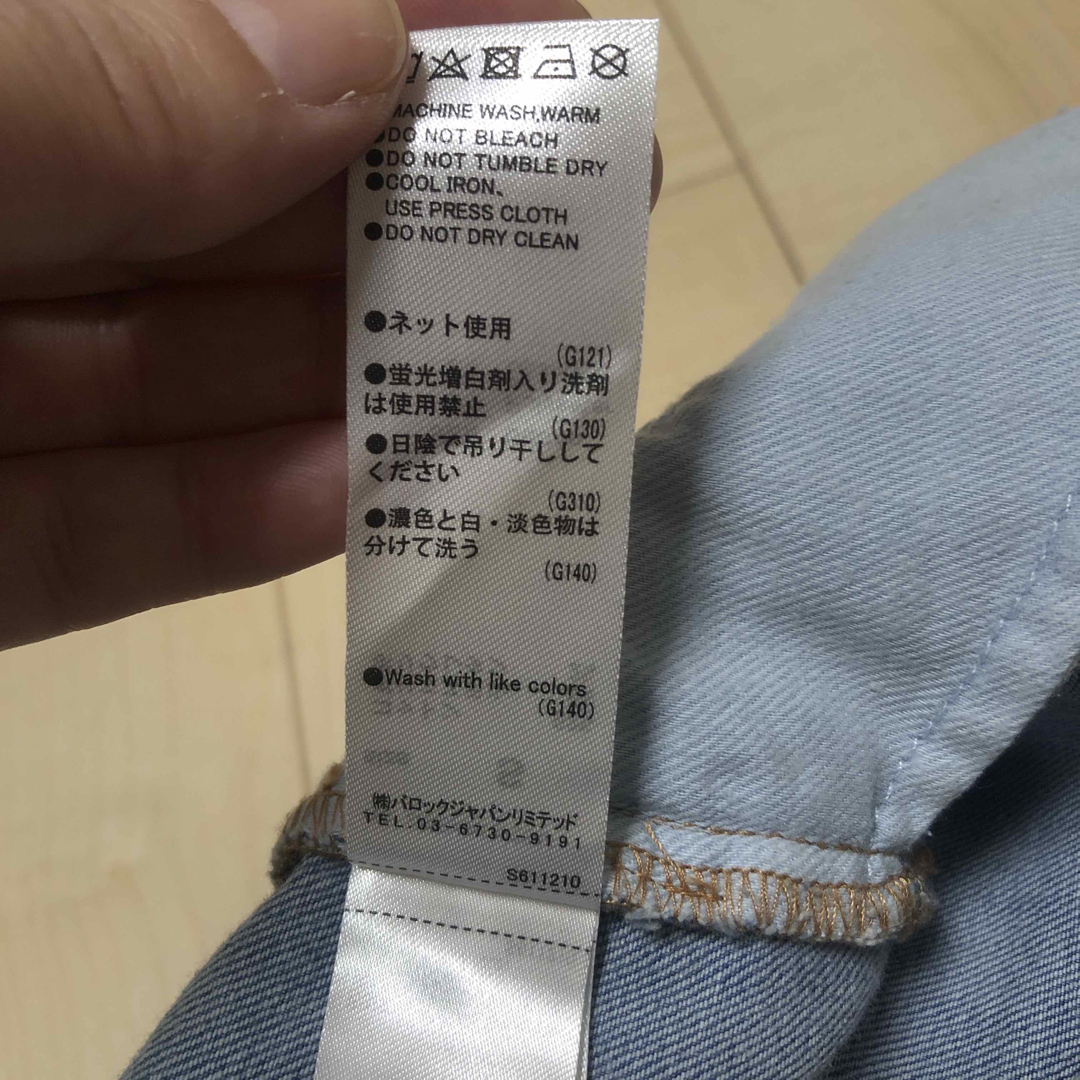 MACHINE WASH,WARM
●DO NOT BLEACH
●DO NOT TUMBLE DRY
●COOL IRON、
USE PRESS CLOTH
●DO NOT DRY CLEAN
●ネット使用
(G121)
●蛍光増白剤入り洗剤
は使用禁止
(G130)
●日陰で吊り干しして
ください
(G310)
●濃色と白・淡色物は
分けて洗う
(G140)
●Wash with like colors
(G140)
㈱バロックジャパンリミテッド
TEL.03-6730-9191
S611210